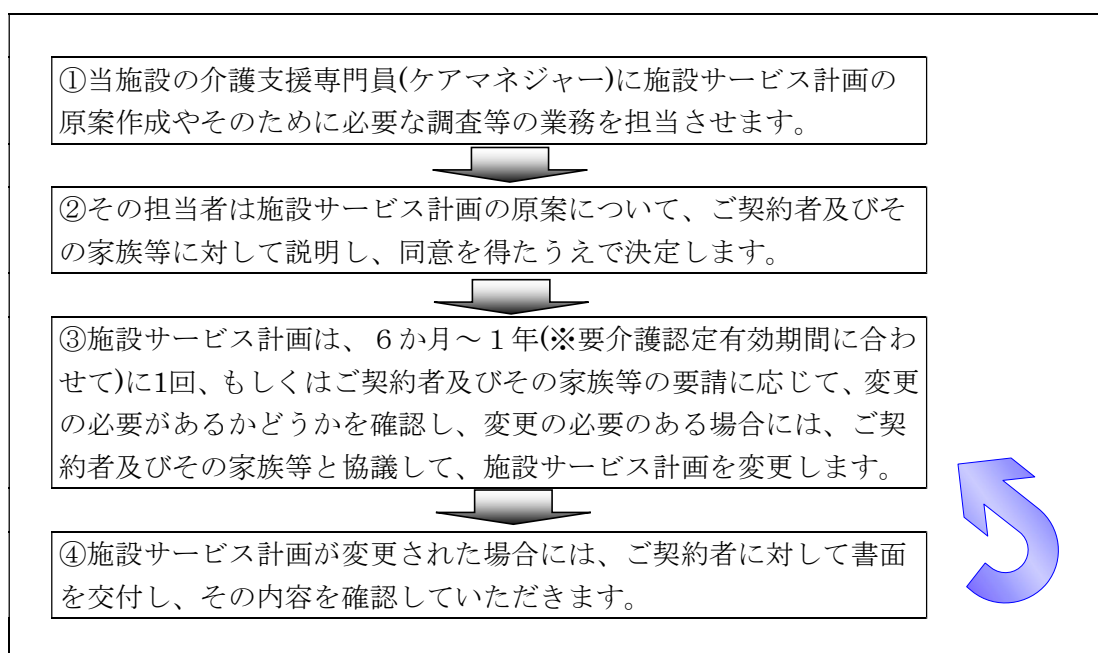 ①当施設の介護支援専門員(ケアマネジャー)に施設サービス計画の
原案作成やそのために必要な調査等の業務を担当させます。
②その担当者は施設サービス計画の原案について、ご契約者及びそ
の家族等に対して説明し、同意を得たうえで決定します。
③施設サービス計画は、６か月～１年(※要介護認定有効期間に合わ
せて)に1回、もしくはご契約者及びその家族等の要請に応じて、変更
の必要があるかどうかを確認し、変更の必要のある場合には、ご契
約者及びその家族等と協議して、施設サービス計画を変更します。
④施設サービス計画が変更された場合には、ご契約者に対して書面
を交付し、その内容を確認していただきます。